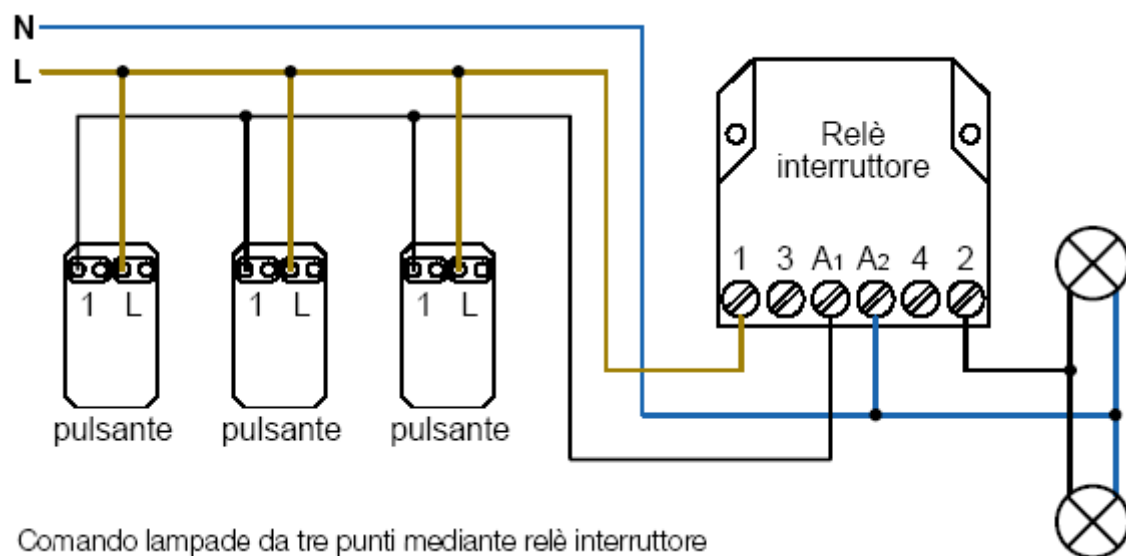 N
L
Relè
interruttore
1 3 A1 A2 4 2
1 L
1 L
1 L
pulsante
pulsante
pulsante
Comando lampade da tre punti mediante relè interruttore